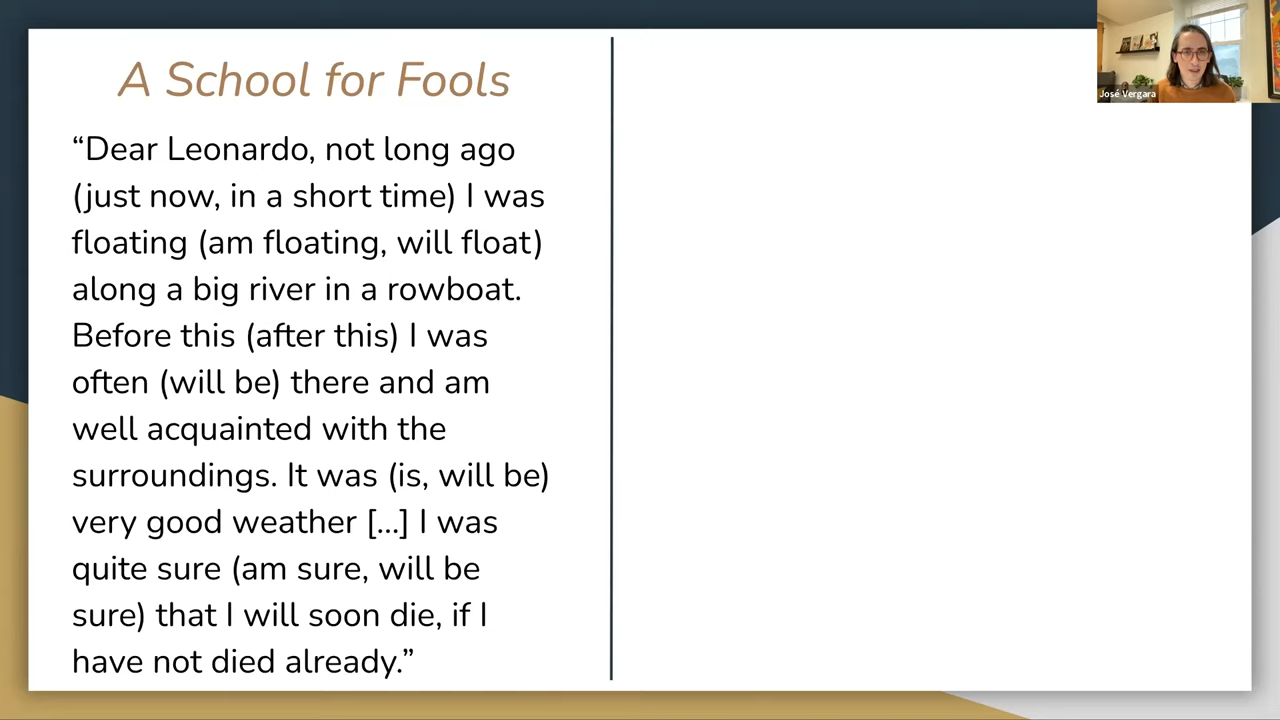 A School for Fools
“Dear Leonardo, not long ago
(just now, in a short time) I was
floating (am floating, will float)
along a big river in a rowboat.
Before this (after this) I was
often (will be) there and am
well acquainted with the
surroundings. It was (is, will be)
very good weather [...] I was
quite sure (am sure, will be
sure) that I will soon die, if I
have not died already.”
José Vergara